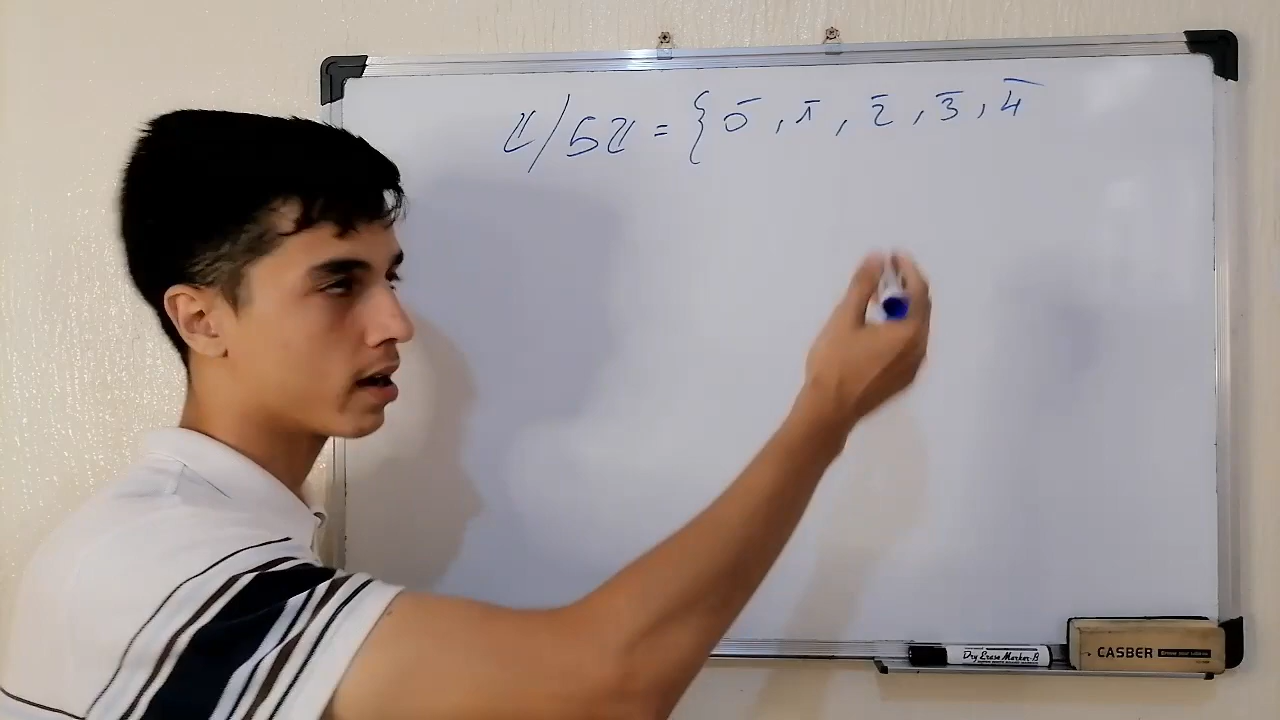 ℤ/5ℤ = { 0̄ , 1̄ , 2̄ , 3̄ , 4̄
Dry Erase Marker-B
CASBER